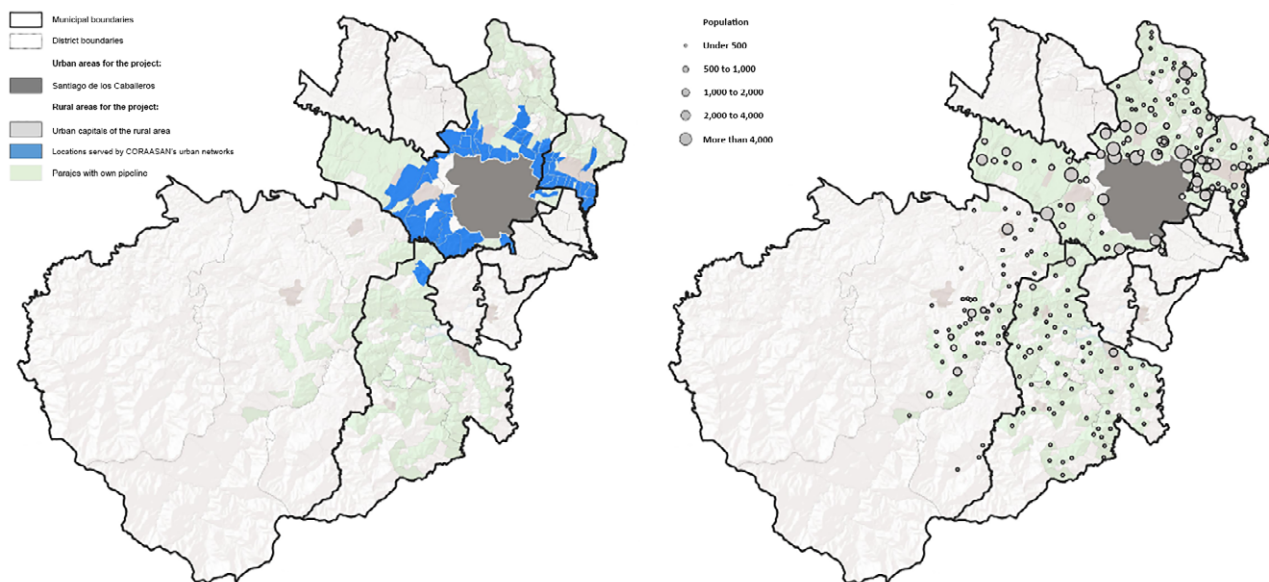 Municipal boundaries
District boundaries
Urban areas for the project:
Santiago de los Caballeros
Rural areas for the project:
Urban capitals of the rural area
Locations served by CORAASAN's urban networks
Parajes with own pipeline
Population
Under 500
500 to 1,000
1,000 to 2,000
2,000 to 4,000
More than 4,000